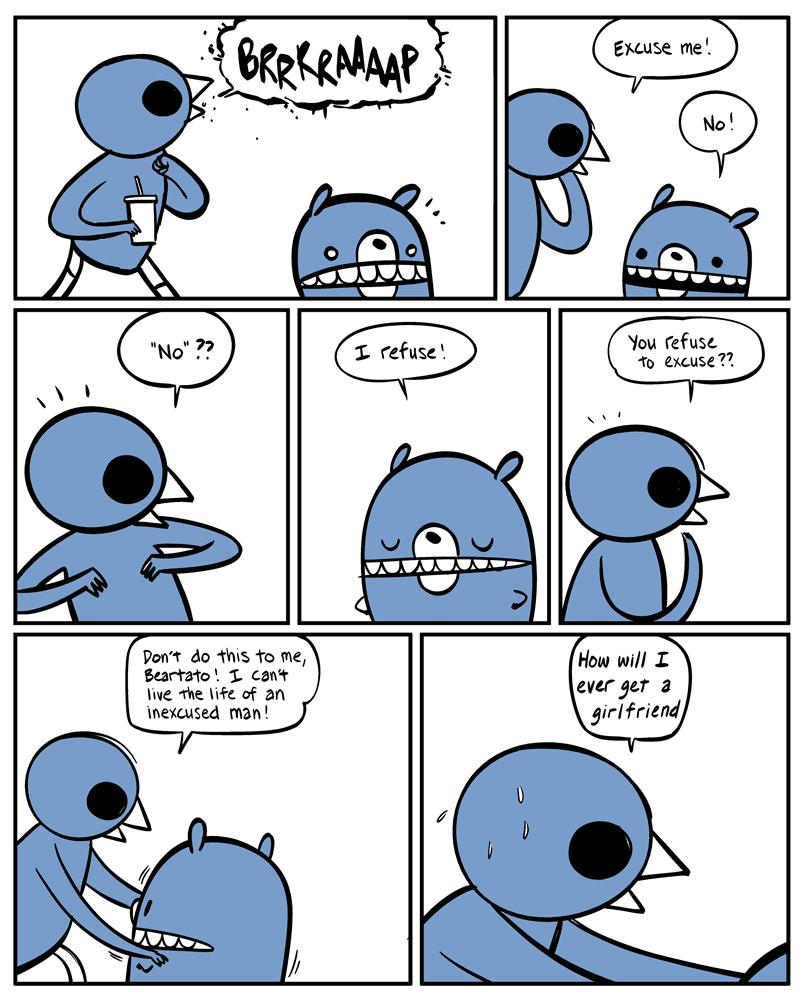 BRRRRAAAAP
Excuse me!
No!
"No"??
I refuse!
You refuse
to excuse??
Don't do this to me,
Beartato! I can't
live the life of an
inexcused man!
How will I
ever get a
girlfriend